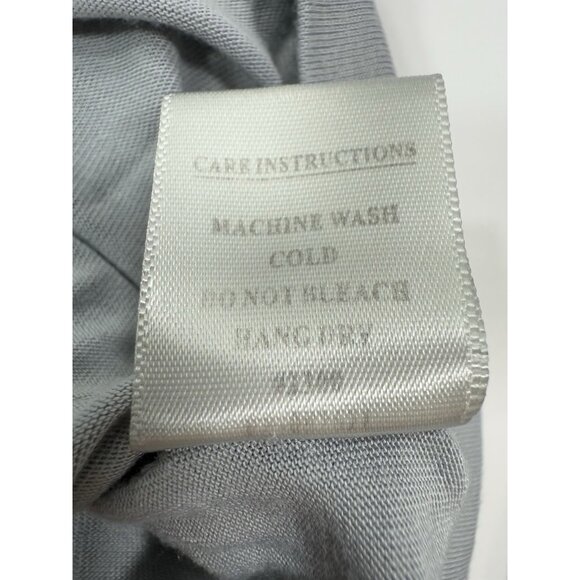 CARE INSTRUCTIONS
MACHINE WASH
COLD
DO NOT BLEACH
HANG DRY